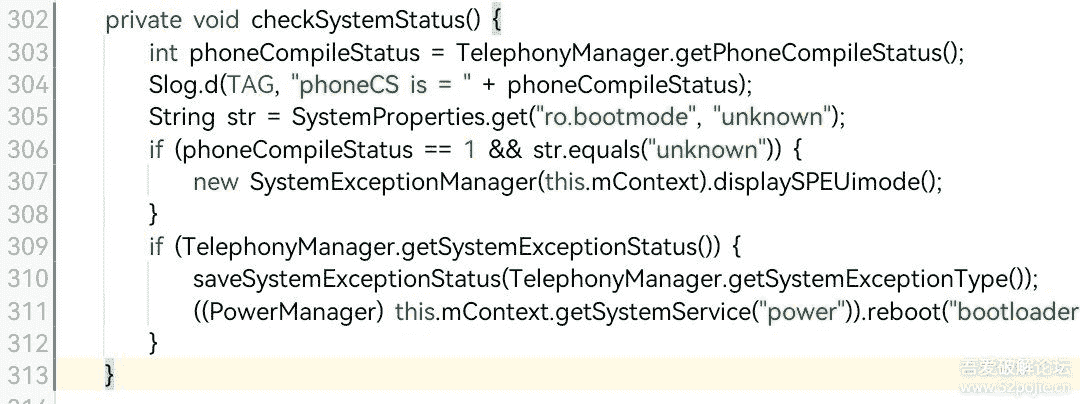 302 private void checkSystemStatus() {
303 int phoneCompileStatus = TelephonyManager.getPhoneCompileStatus();
304 Slog.d(TAG, "phoneCS is = " + phoneCompileStatus);
305 String str = SystemProperties.get("ro.bootmode", "unknown");
306 if (phoneCompileStatus == 1 && str.equals("unknown")) {
307 new SystemExceptionManager(this.mContext).displaySPEUimode();
308 }
309 if (TelephonyManager.getSystemExceptionStatus()) {
310 saveSystemExceptionStatus(TelephonyManager.getSystemExceptionType());
311 ((PowerManager) this.mContext.getSystemService("power")).reboot("bootloader
312 }
313 }
吾爱破解论坛
www.52pojie.cn